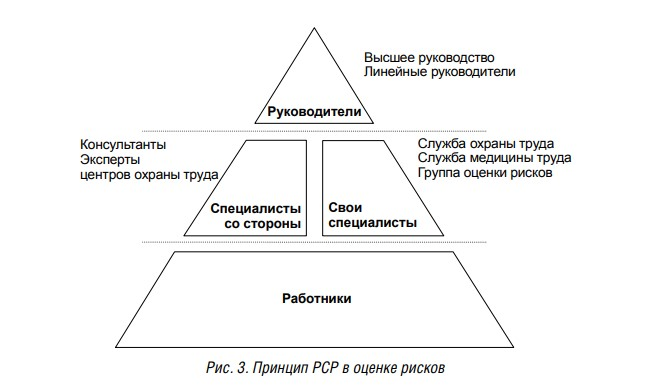 Высшее руководство
Линейные руководители
Руководители
Консультанты
Эксперты
центров охраны труда
Служба охраны труда
Служба медицины труда
Группа оценки рисков
Специалисты
со стороны
Свои
специалисты
Работники
Рис. 3. Принцип РСР в оценке рисков